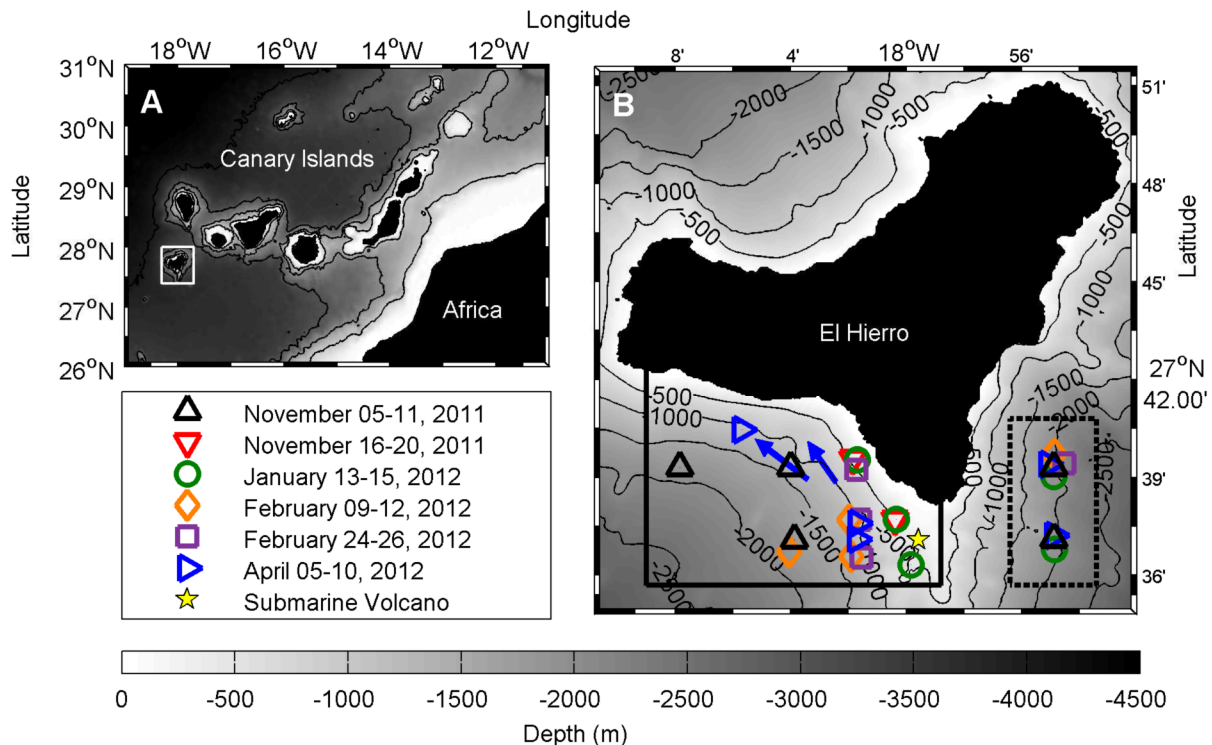 Longitude
18°W 16°W 14°W 12°W
8' 4' 18°W 56'
31°N
30°N
29°N
28°N
27°N
26°N
Latitude
A
Canary Islands
Africa
B
-2500
-2000
-1500
-1000
-500
-500
-1000
-500
-500
-1000
El Hierro
51'
48'
45'
27°N
42.00'
39'
36'
Latitude
-500
-1000
-1500
-2000
-2500
-1500
-1000
-500
-500
-1000
-1500
-2000
-2500
November 05-11, 2011
November 16-20, 2011
January 13-15, 2012
February 09-12, 2012
February 24-26, 2012
April 05-10, 2012
Submarine Volcano
0 -500 -1000 -1500 -2000 -2500 -3000 -3500 -4000 -4500
Depth (m)